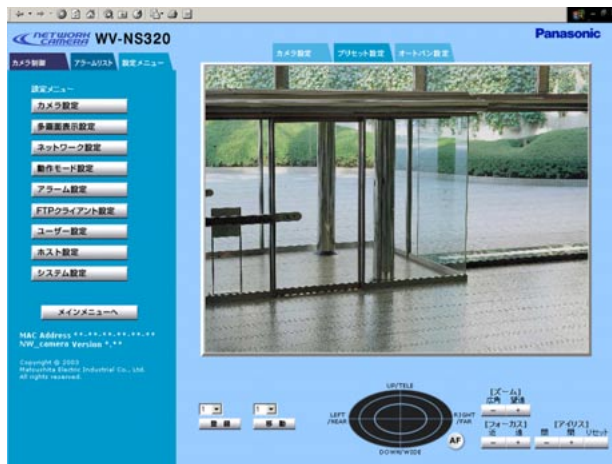 NETWORK CAMERA WV-NS320
Panasonic
カメラ制御 アラームリスト 設定メニュー
カメラ設定 プリセット設定 オートパン設定
設定メニュー
カメラ設定
多画面表示設定
ネットワーク設定
動作モード設定
アラーム設定
FTPクライアント設定
ユーザー設定
ホスト設定
システム設定
メインメニューへ
MAC Address **-**-**-**-**-**
NW_camera Version *.**
Copyright @ 2003
Matsushita Electric Industrial Co., Ltd.
All rights reserved.
1 1
登録 移動
UP/TELE
LEFT /NEAR
RIGHT /FAR
DOWN/WIDE
AF
[ズーム]
広角 望遠
- +
[フォーカス]
近 遠
- +
[アイリス]
閉 開 リセット
- +